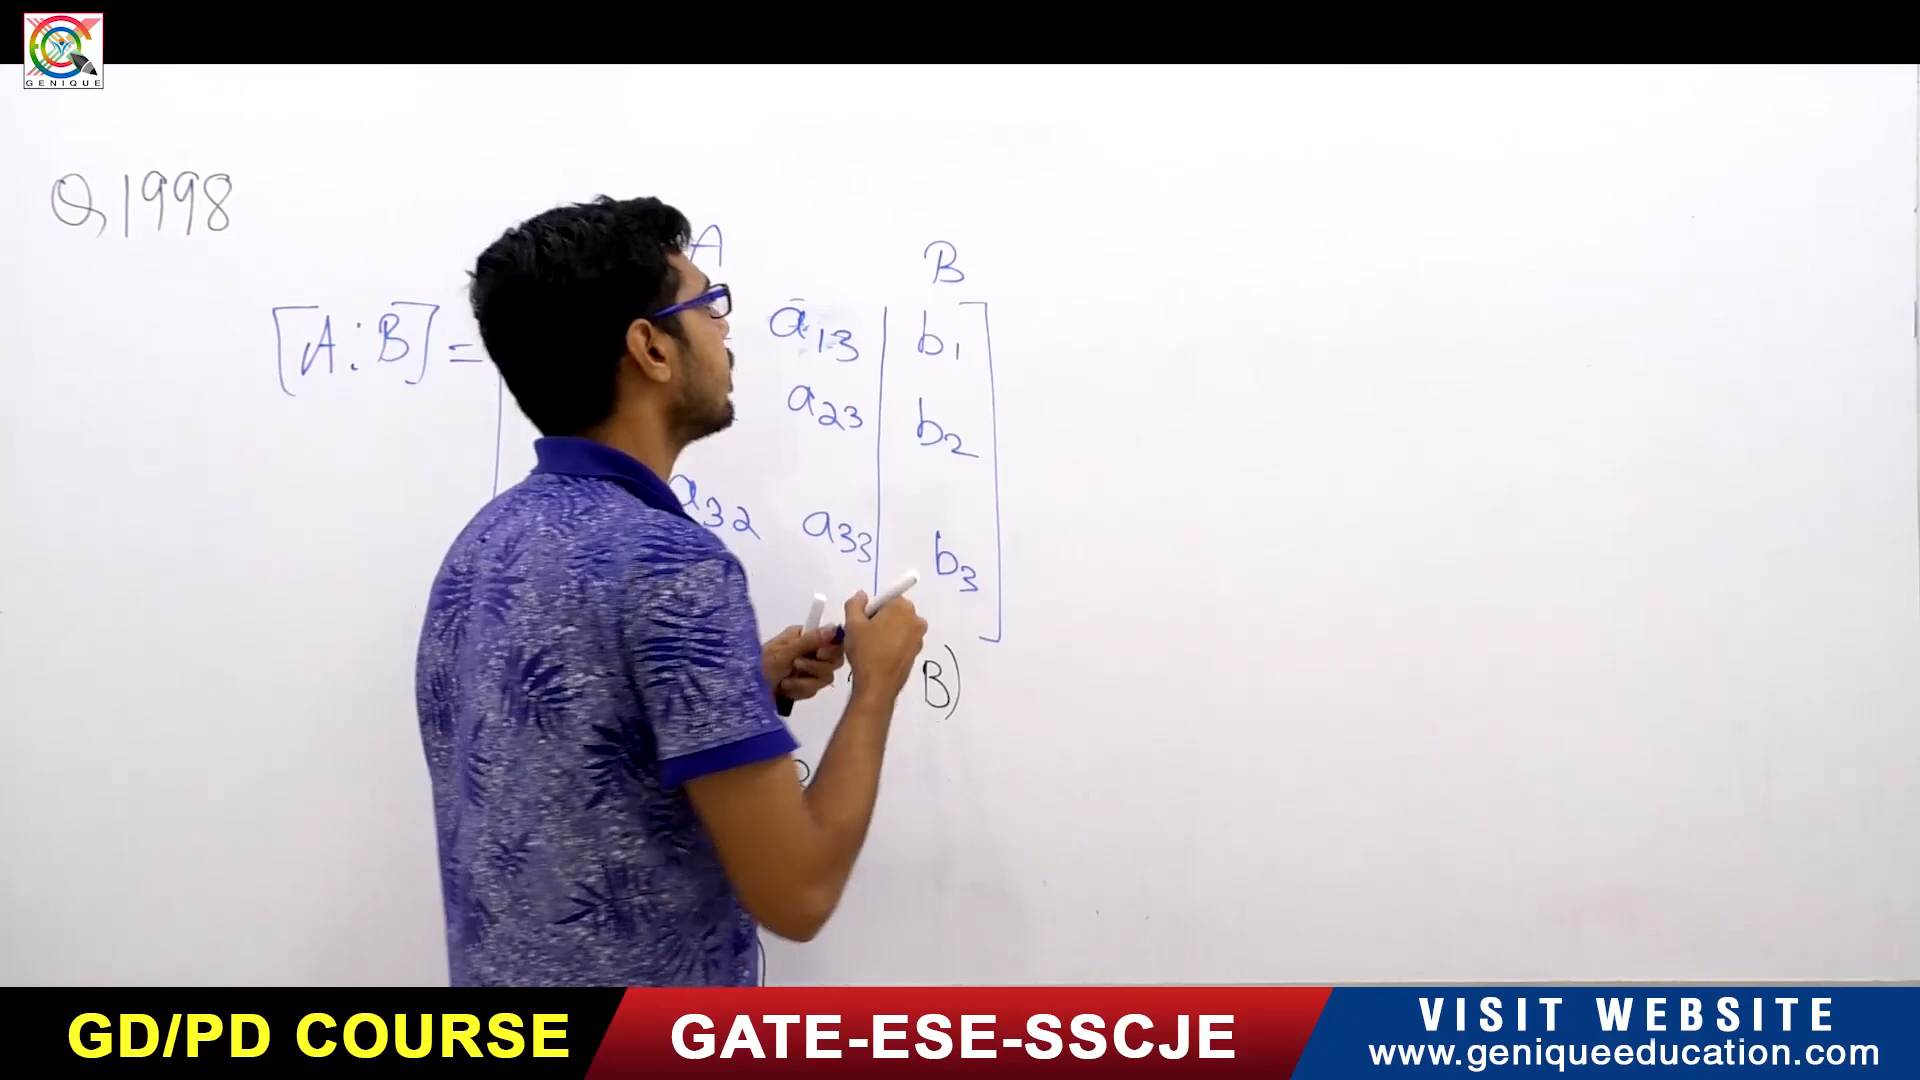 GENIQUE
Q, 1998
A B
[A : B] = a13 b1
a23 b2
a32 a33 b3
B)
GD/PD COURSE
GATE-ESE-SSCJE
VISIT WEBSITE
www.geniqueeducation.com